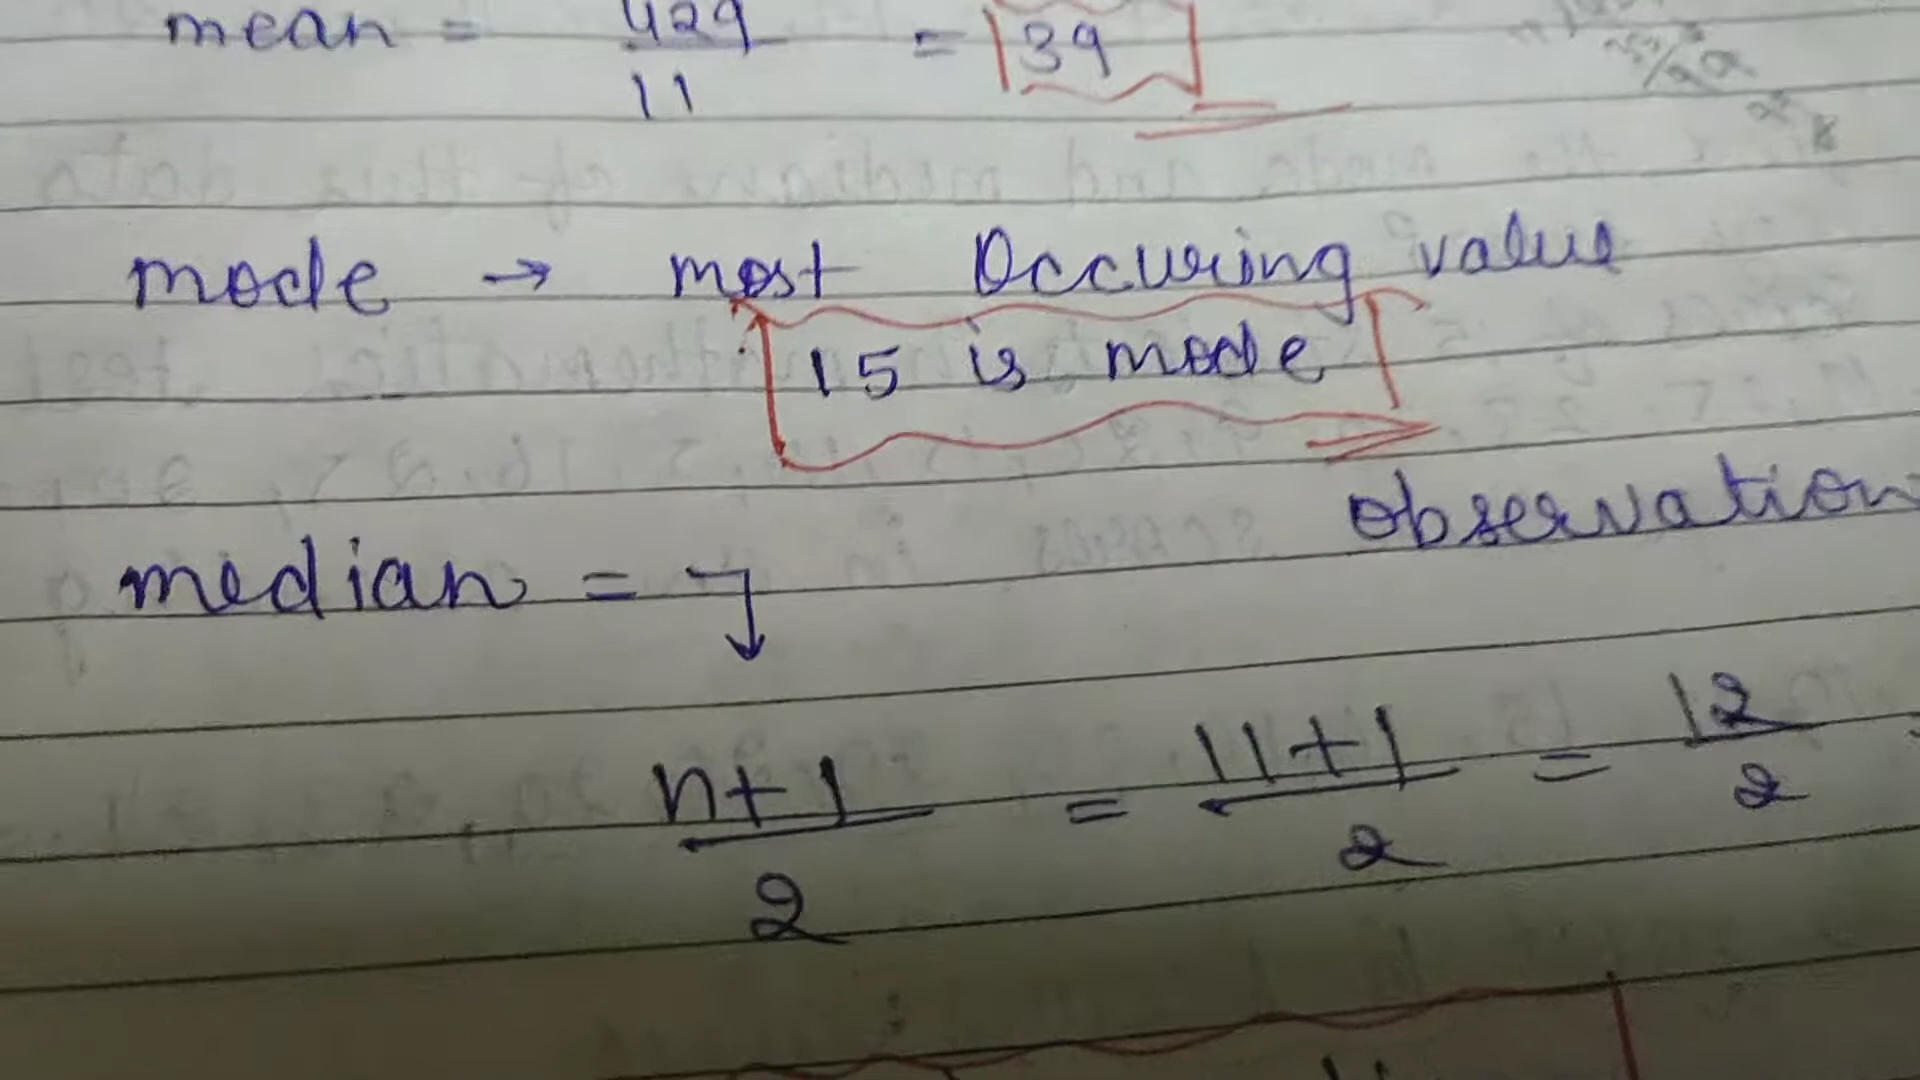 mean = 429/11 = 39
mode → most Occuring value
15 is mode
observation
median = ↓
n+1/2 = 11+1/2 = 12/2